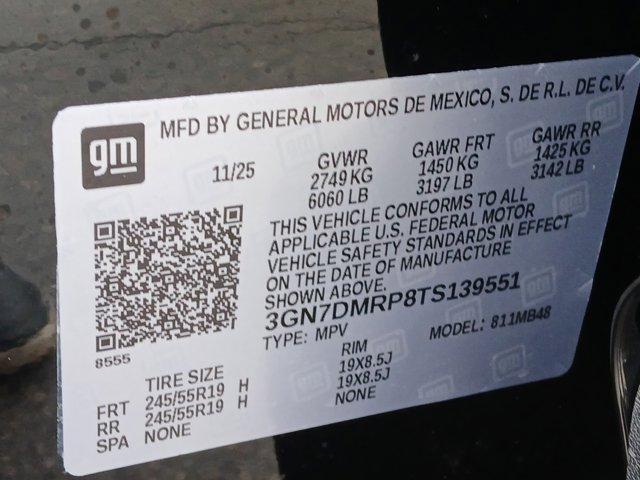 gm
MFD BY GENERAL MOTORS DE MEXICO, S. DE R.L. DE C.V.
11/25
GVWR
2749 KG
6060 LB
GAWR FRT
1450 KG
3197 LB
GAWR RR
1425 KG
3142 LB
THIS VEHICLE CONFORMS TO ALL
APPLICABLE U.S. FEDERAL MOTOR
VEHICLE SAFETY STANDARDS IN EFFECT
ON THE DATE OF MANUFACTURE
SHOWN ABOVE.
3GN7DMRP8TS139551
TYPE: MPV MODEL: 811MB48
8555
TIRE SIZE RIM
FRT 245/55R19 H 19X8.5J
RR 245/55R19 H 19X8.5J
SPA NONE NONE